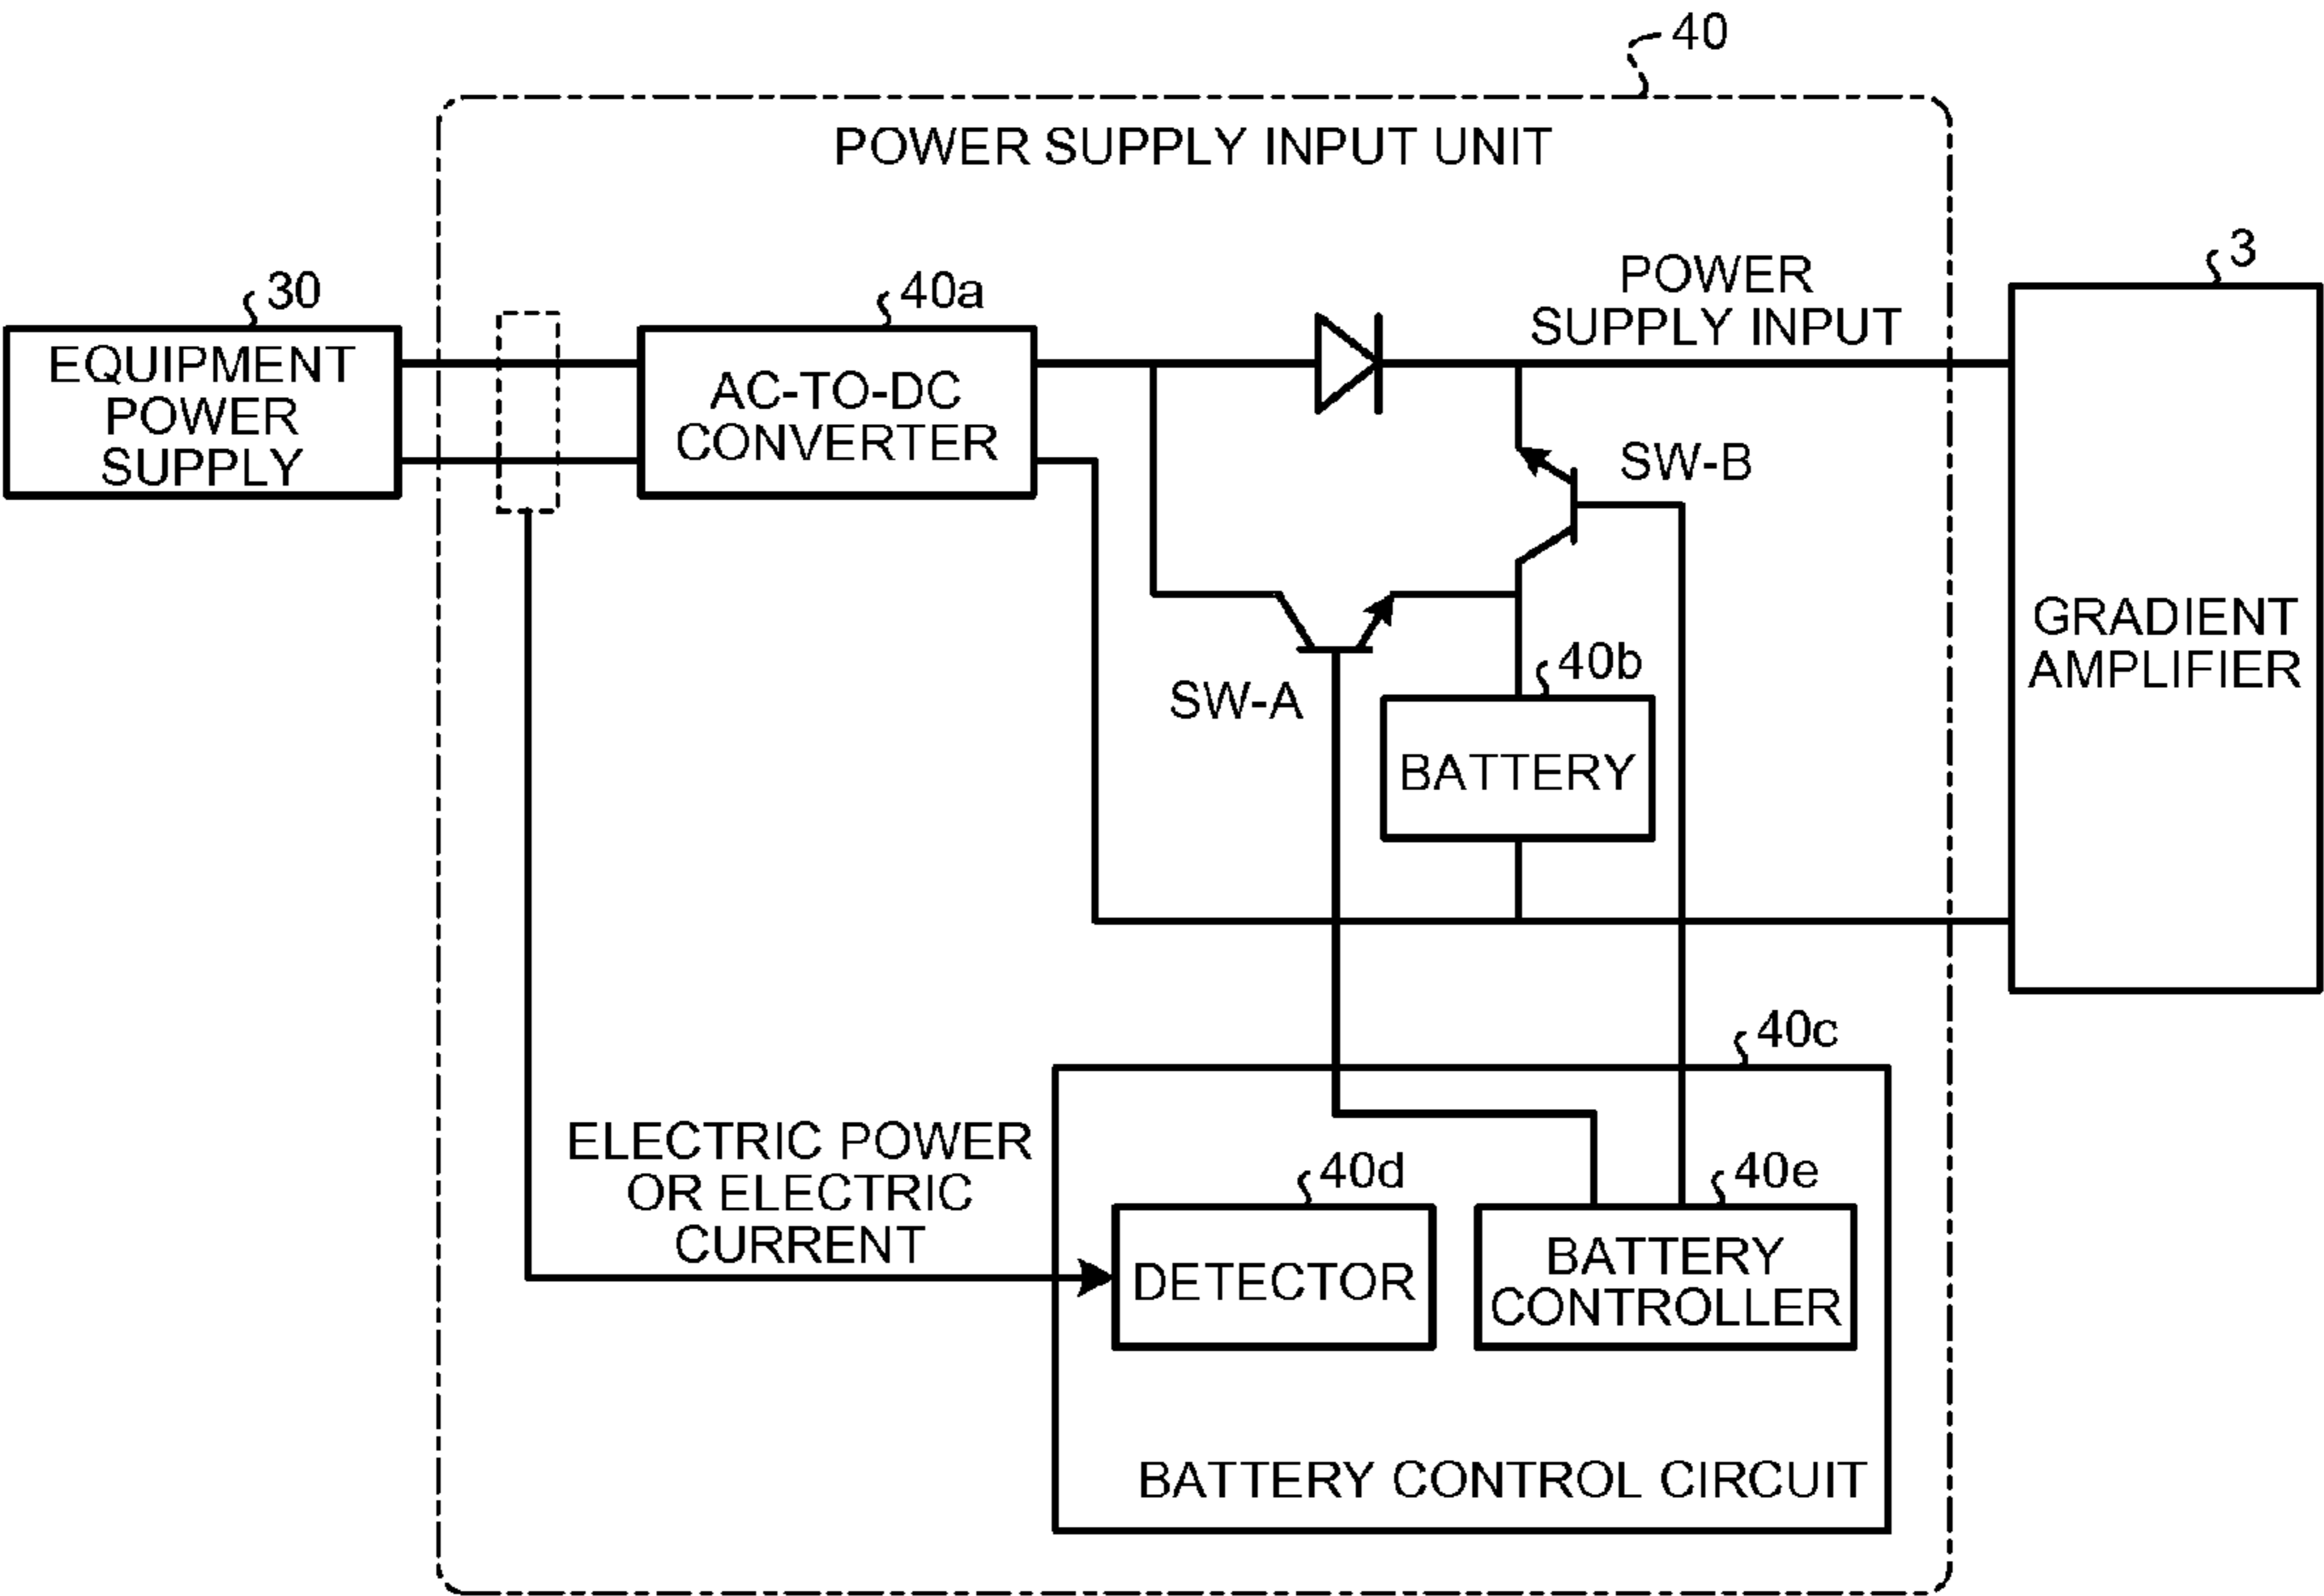 40
POWER SUPPLY INPUT UNIT
30
EQUIPMENT
POWER
SUPPLY
40a
AC-TO-DC
CONVERTER
POWER
SUPPLY INPUT
3
GRADIENT
AMPLIFIER
SW-B
SW-A
40b
BATTERY
40c
ELECTRIC POWER
OR ELECTRIC
CURRENT
40d
DETECTOR
40e
BATTERY
CONTROLLER
BATTERY CONTROL CIRCUIT